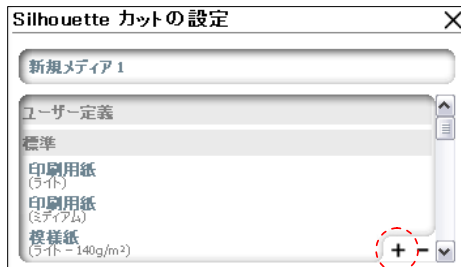 Silhouette カットの設定
新規メディア 1
ユーザー定義
標準
印刷用紙
(ライト)
印刷用紙
(ミディアム)
模様紙
(ライト – 140g/m²)